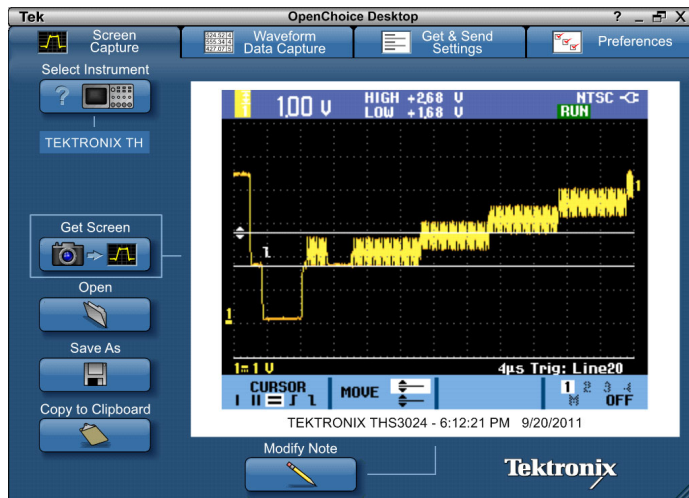 Tek OpenChoice Desktop ? _ X
Screen Capture
Waveform Data Capture
Get & Send Settings
Preferences
Select Instrument
?
TEKTRONIX TH
Get Screen
Open
Save As
Copy to Clipboard
1.00 V HIGH +2.68 V NTSC
LOW +1.68 V RUN
1
1
1= 1 V 4µs Trig: Line20
CURSOR MOVE 1 2 3 4
M OFF
TEKTRONIX THS3024 - 6:12:21 PM 9/20/2011
Modify Note
Tektronix